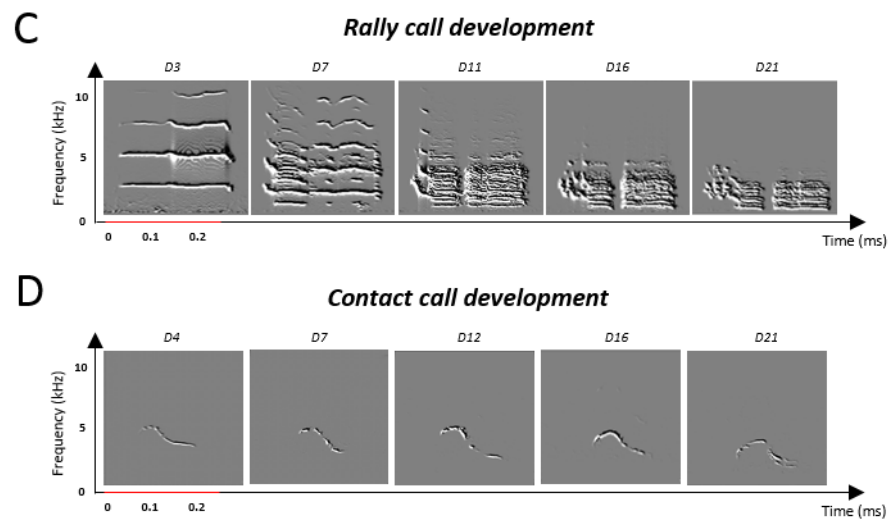 C
Rally call development
D3 D7 D11 D16 D21
10
5
0
Frequency (kHz)
0 0.1 0.2
Time (ms)
D
Contact call development
D4 D7 D12 D16 D21
10
5
0
Frequency (kHz)
0 0.1 0.2
Time (ms)